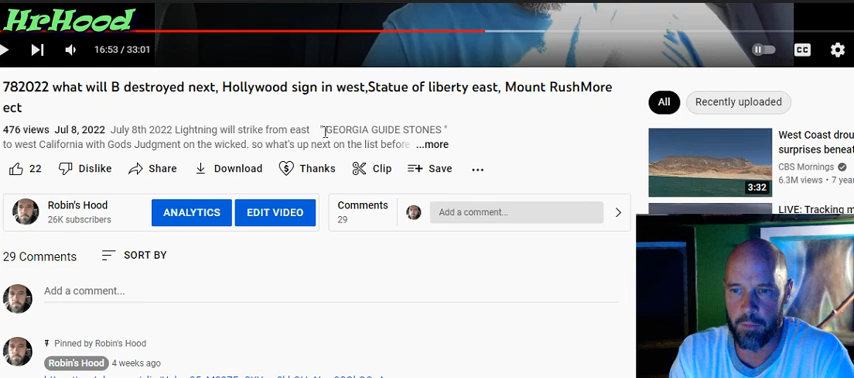 HrHood
16:53 / 33:01
CC
782022 what will B destroyed next, Hollywood sign in west,Statue of liberty east, Mount RushMore
ect
476 views Jul 8, 2022 July 8th 2022 Lightning will strike from east "GEORGIA GUIDE STONES "
to west California with Gods Judgment on the wicked. so what's up next on the list before ...more
22 Dislike Share Download Thanks Clip Save
Robin's Hood
26K subscribers
ANALYTICS
EDIT VIDEO
Comments
29
Add a comment...
29 Comments
SORT BY
Add a comment...
Pinned by Robin's Hood
Robin's Hood 4 weeks ago
All
Recently uploaded
West Coast drou
surprises beneat
CBS Mornings
6.3M views • 7 year
3:32
LIVE: Tracking m